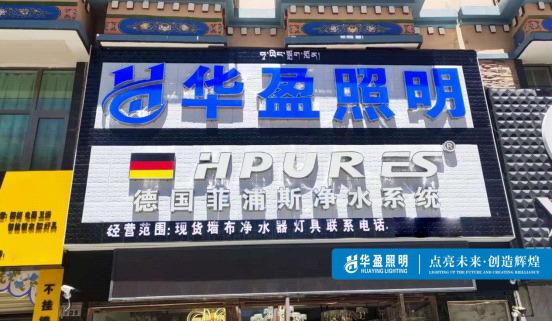 华盈照明
HPURES®
德国菲浦斯净水系统
经营范围:现货墙布净水器灯具联系电话.
不挂
华盈照明
HUAYING LIGHTING
点亮未来·创造辉煌
LIGHTING UP THE FUTURE AND CREATING BRILLIANCE